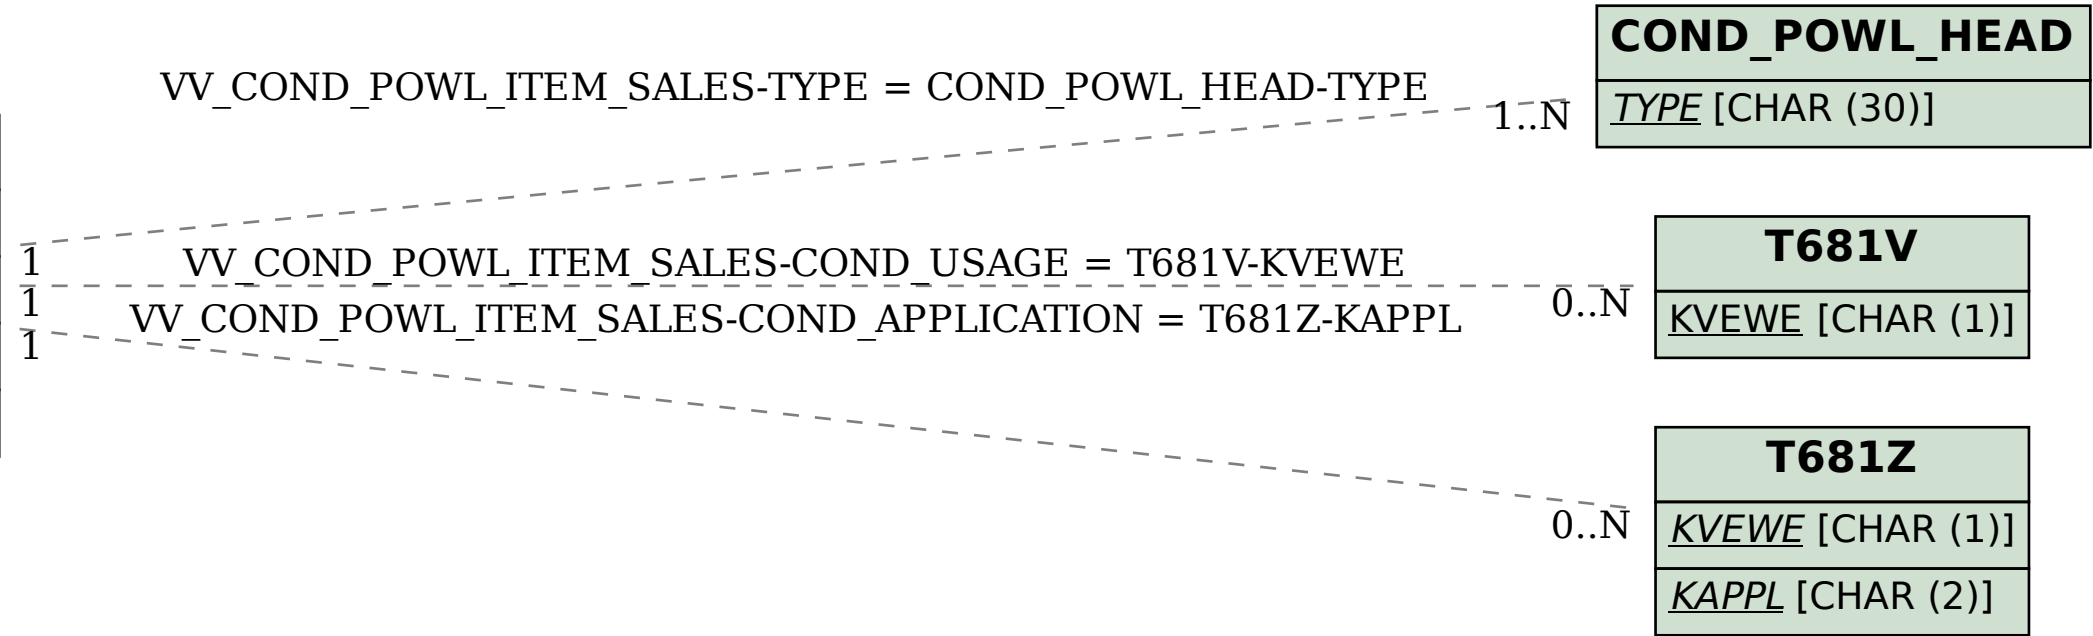 COND_POWL_HEAD
VV_COND_POWL_ITEM_SALES-TYPE = COND_POWL_HEAD-TYPE
1..N
TYPE [CHAR (30)]
1
VV_COND_POWL_ITEM_SALES-COND_USAGE = T681V-KVEWE
T681V
1
0..N
KVEWE [CHAR (1)]
VV_COND_POWL_ITEM_SALES-COND_APPLICATION = T681Z-KAPPL
1
T681Z
0..N
KVEWE [CHAR (1)]
KAPPL [CHAR (2)]